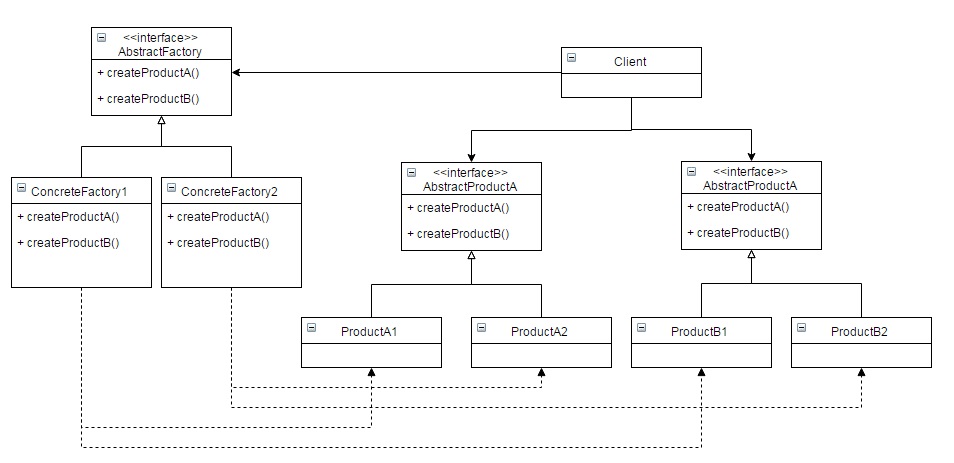 <<interface>>
AbstractFactory
+ createProductA()
+ createProductB()
Client
<<interface>>
AbstractProductA
+ createProductA()
+ createProductB()
<<interface>>
AbstractProductA
+ createProductA()
+ createProductB()
ConcreteFactory1
+ createProductA()
+ createProductB()
ConcreteFactory2
+ createProductA()
+ createProductB()
ProductA1
ProductA2
ProductB1
ProductB2